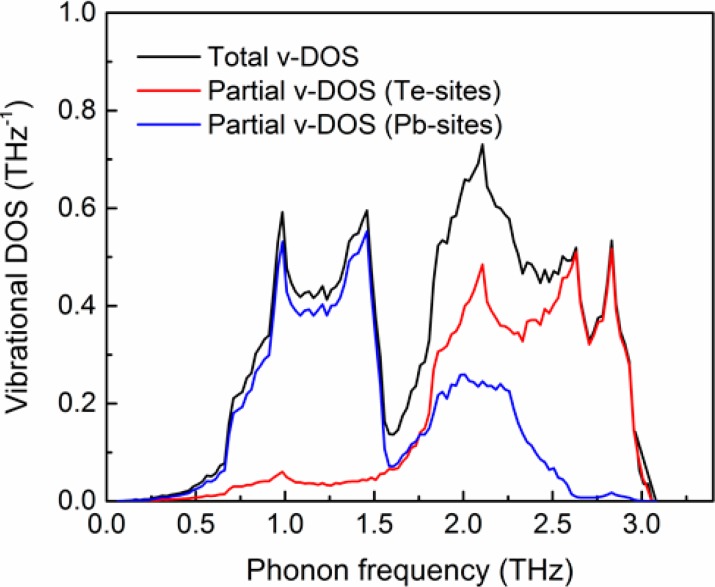 1.0
Total v-DOS
Partial v-DOS (Te-sites)
Partial v-DOS (Pb-sites)
0.8
0.6
0.4
0.2
0.0
Vibrational DOS (THz⁻¹)
0.0 0.5 1.0 1.5 2.0 2.5 3.0
Phonon frequency (THz)